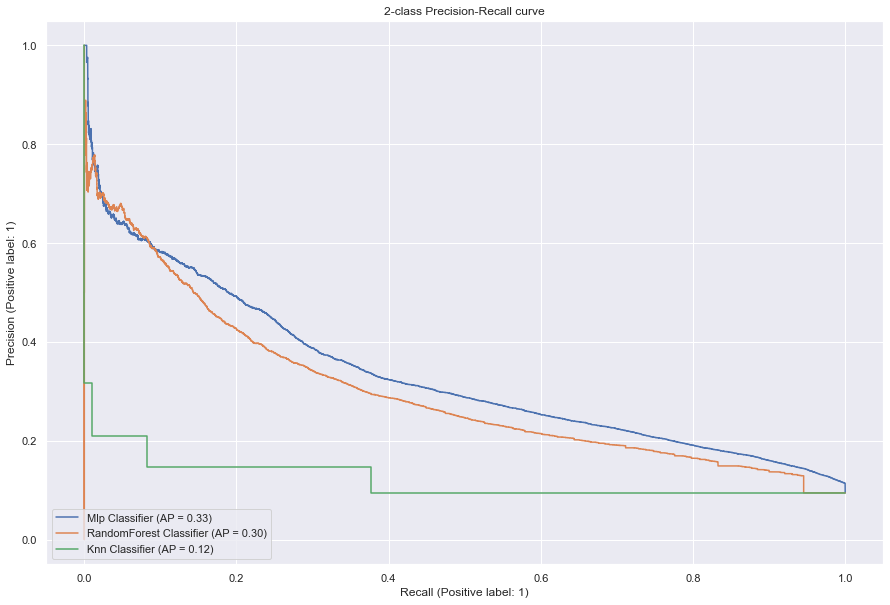 2-class Precision-Recall curve
Precision (Positive label: 1)
1.0
0.8
0.6
0.4
0.2
0.0
Mlp Classifier (AP = 0.33)
RandomForest Classifier (AP = 0.30)
Knn Classifier (AP = 0.12)
0.0 0.2 0.4 0.6 0.8 1.0
Recall (Positive label: 1)